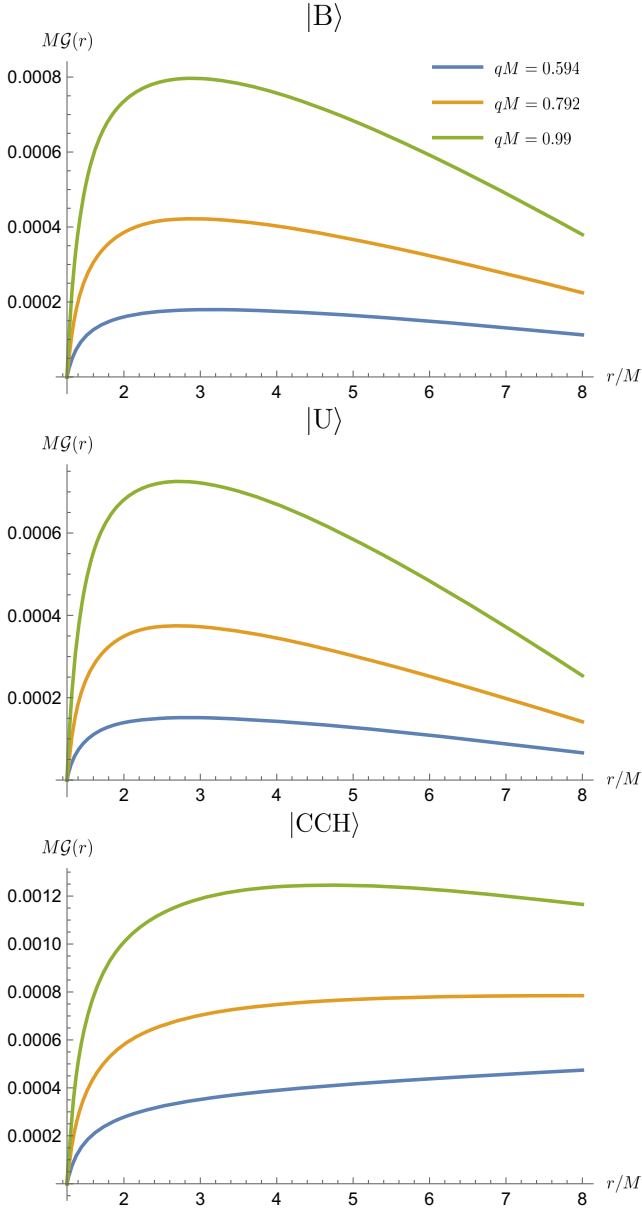 |B⟩
M𝒢(r)
0.0008
0.0006
0.0004
0.0002
qM = 0.594
qM = 0.792
qM = 0.99
2 3 4 5 6 7 8
r/M
|U⟩
M𝒢(r)
0.0006
0.0004
0.0002
2 3 4 5 6 7 8
r/M
|CCH⟩
M𝒢(r)
0.0012
0.0010
0.0008
0.0006
0.0004
0.0002
2 3 4 5 6 7 8
r/M